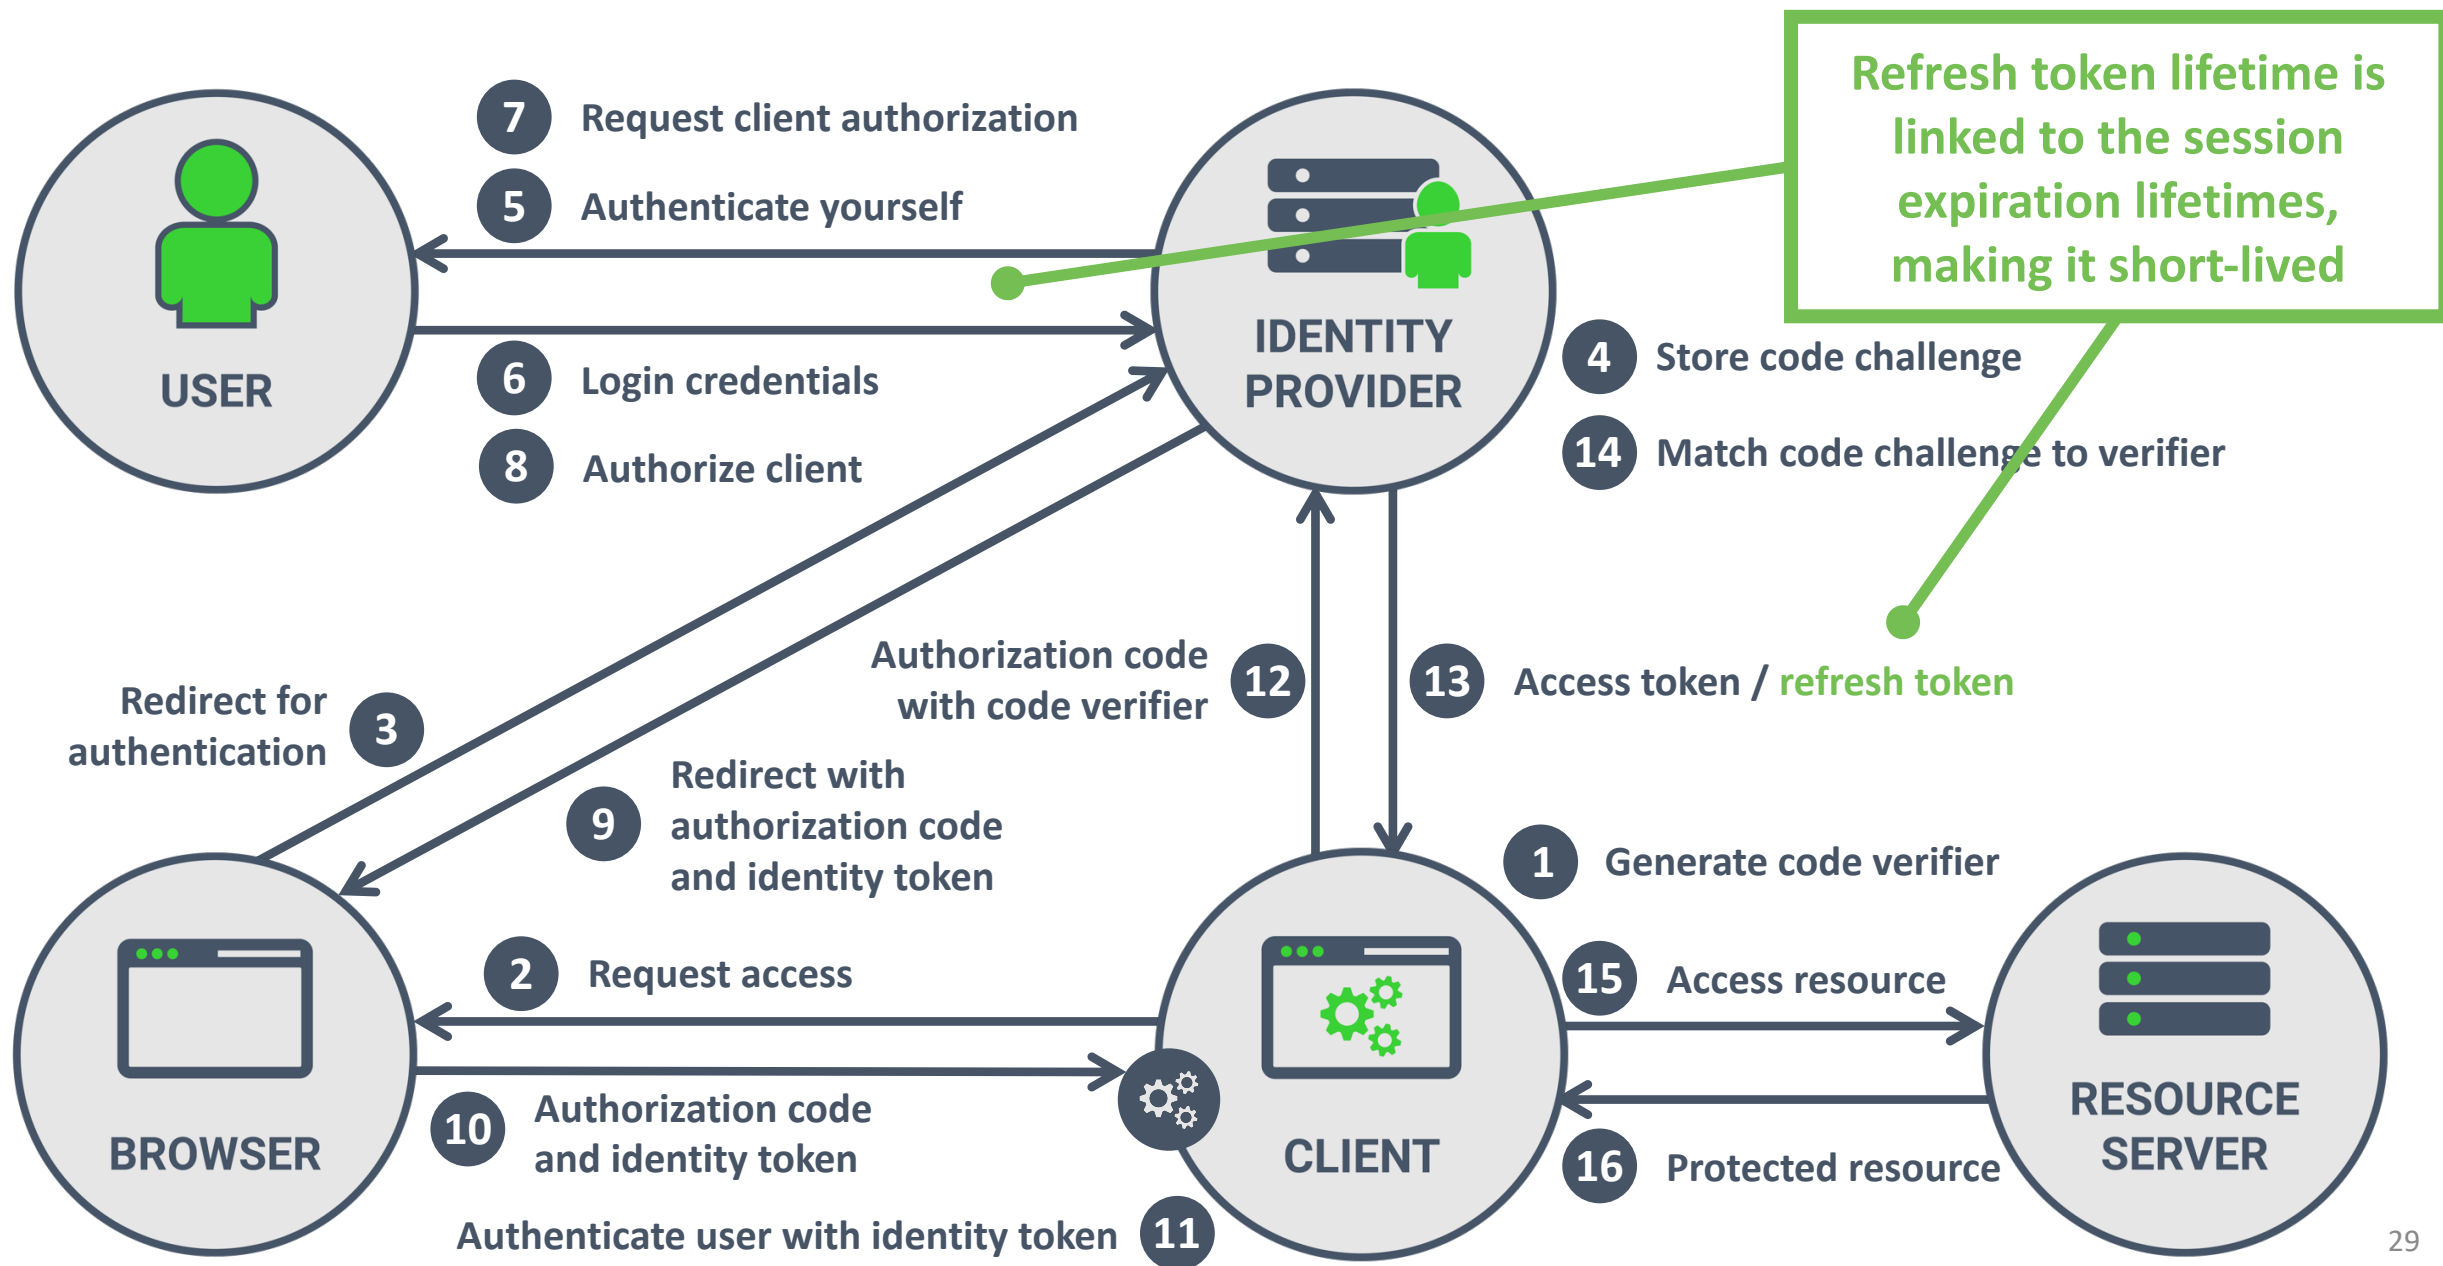 Refresh token lifetime is
linked to the session
expiration lifetimes,
making it short-lived
7 Request client authorization
5 Authenticate yourself
USER
6 Login credentials
8 Authorize client
IDENTITY
PROVIDER
4 Store code challenge
14 Match code challenge to verifier
Redirect for
authentication
3
Authorization code
with code verifier
12
13 Access token / refresh token
9
Redirect with
authorization code
and identity token
1 Generate code verifier
2 Request access
15 Access resource
BROWSER
10
Authorization code
and identity token
CLIENT
RESOURCE
SERVER
16 Protected resource
Authenticate user with identity token 11
29